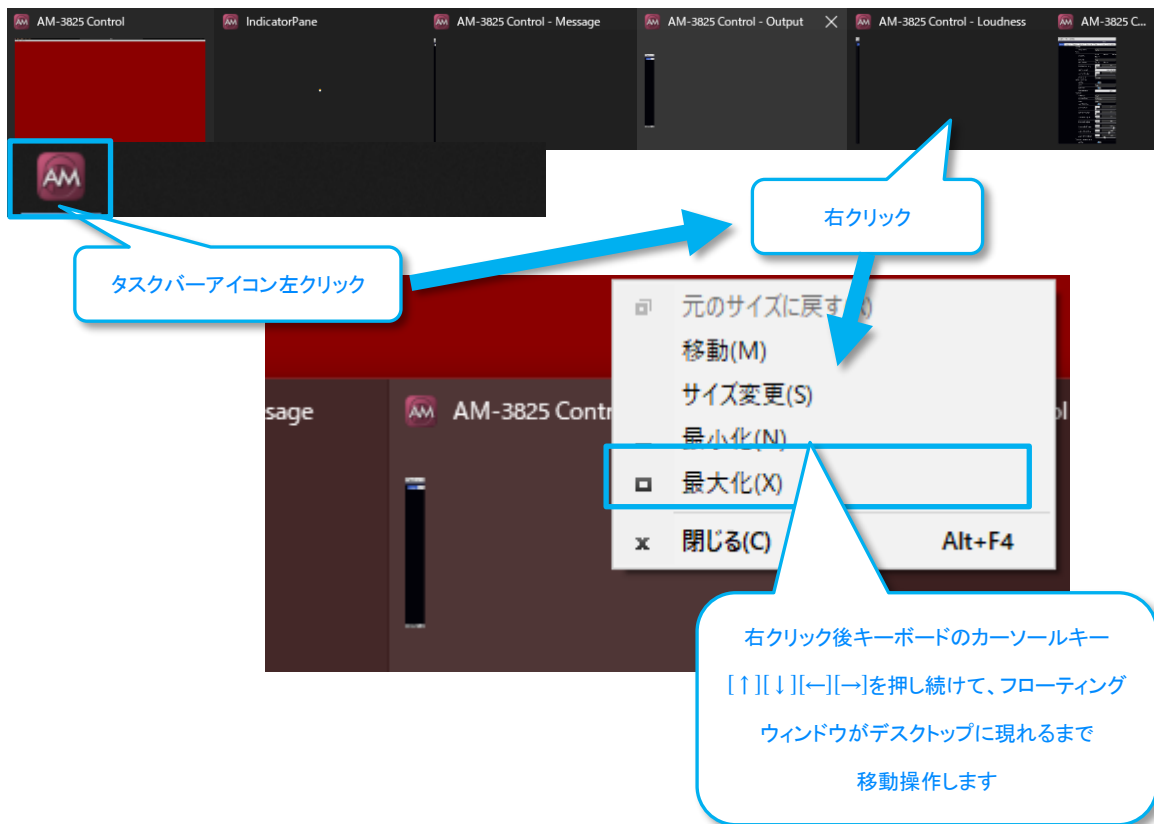 AM-3825 Control
IndicatorPane
AM-3825 Control - Message
AM-3825 Control - Output
AM-3825 Control - Loudness
AM-3825 C...
AM
右クリック
タスクバーアイコン左クリック
元のサイズに戻す
移動(M)
サイズ変更(S)
最小化(N)
最大化(X)
閉じる(C) Alt+F4
sage
AM-3825 Contr
ol
右クリック後キーボードのカーソールキー
[↑][↓][←][→]を押し続けて、フローティング
ウィンドウがデスクトップに現れるまで
移動操作します